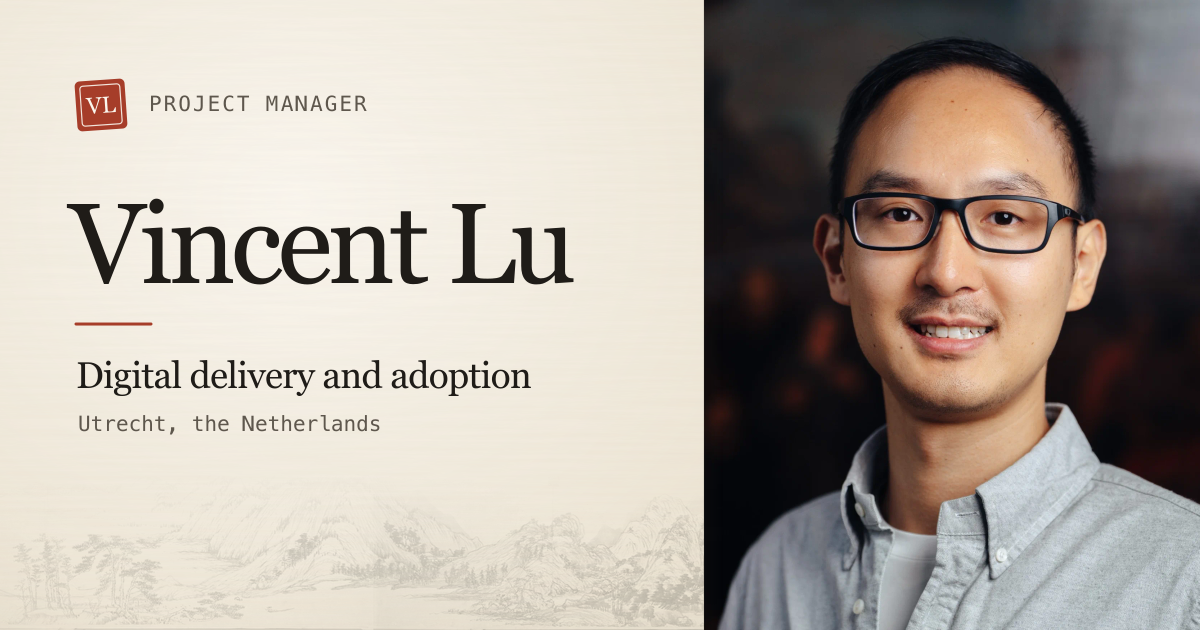 VL
PROJECT MANAGER
Vincent Lu
Digital delivery and adoption
Utrecht, the Netherlands